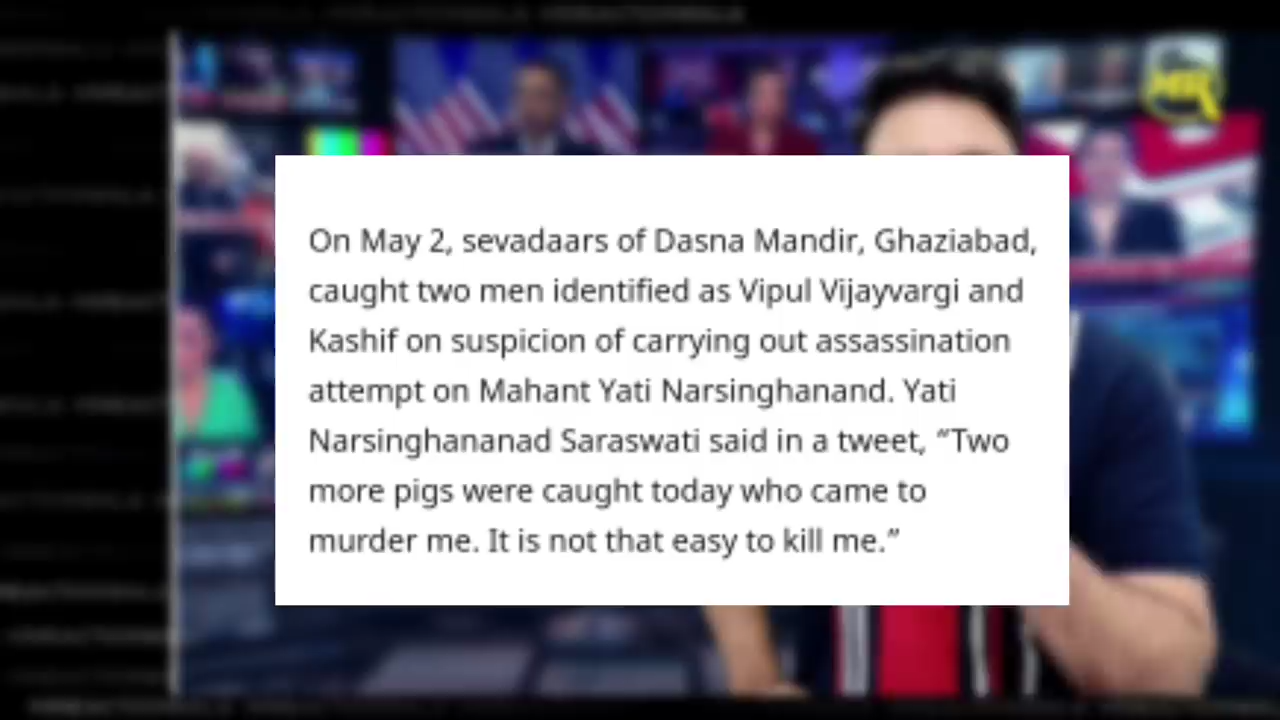 On May 2, sevadaars of Dasna Mandir, Ghaziabad,
caught two men identified as Vipul Vijayvargi and
Kashif on suspicion of carrying out assassination
attempt on Mahant Yati Narsinghanand. Yati
Narsinghananad Saraswati said in a tweet, “Two
more pigs were caught today who came to
murder me. It is not that easy to kill me.”